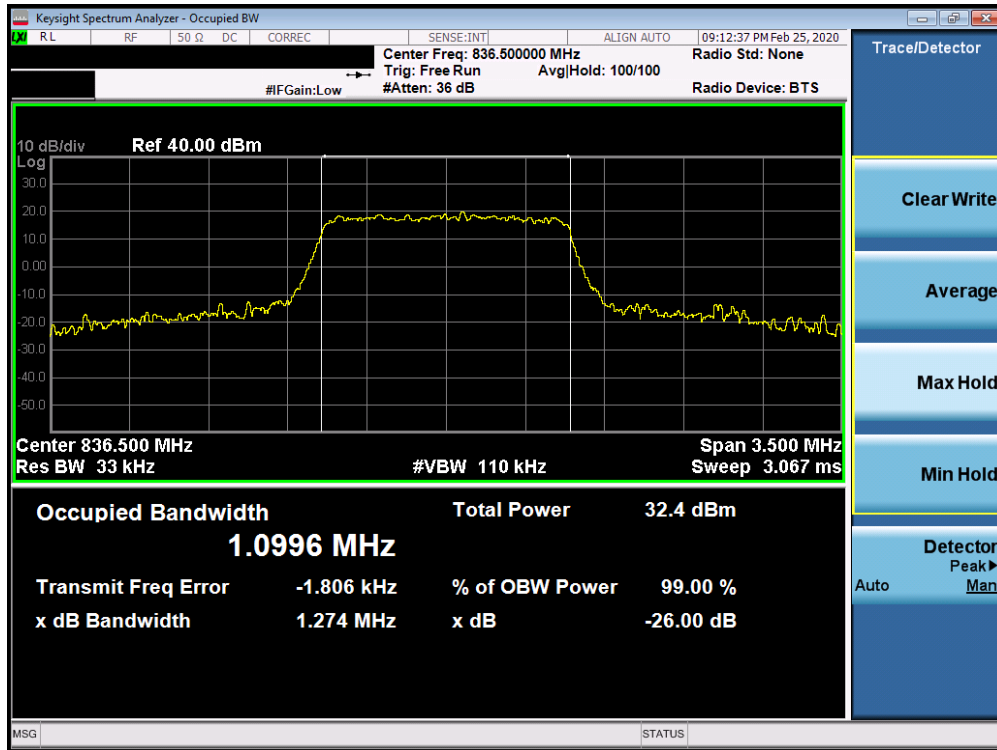 Keysight Spectrum Analyzer - Occupied BW
LXI RL RF 50 Ω DC CORREC SENSE:INT ALIGN AUTO 09:12:37 PM Feb 25, 2020
Center Freq: 836.500000 MHz Radio Std: None
Trig: Free Run Avg|Hold: 100/100
#IFGain:Low #Atten: 36 dB Radio Device: BTS
Trace/Detector
10 dB/div Ref 40.00 dBm
Log
30.0
20.0
10.0
0.00
-10.0
-20.0
-30.0
-40.0
-50.0
Center 836.500 MHz Span 3.500 MHz
Res BW 33 kHz #VBW 110 kHz Sweep 3.067 ms
Occupied Bandwidth Total Power 32.4 dBm
1.0996 MHz
Transmit Freq Error -1.806 kHz % of OBW Power 99.00 %
x dB Bandwidth 1.274 MHz x dB -26.00 dB
Clear Write
Average
Max Hold
Min Hold
Detector
Peak▶
Auto Man
MSG STATUS